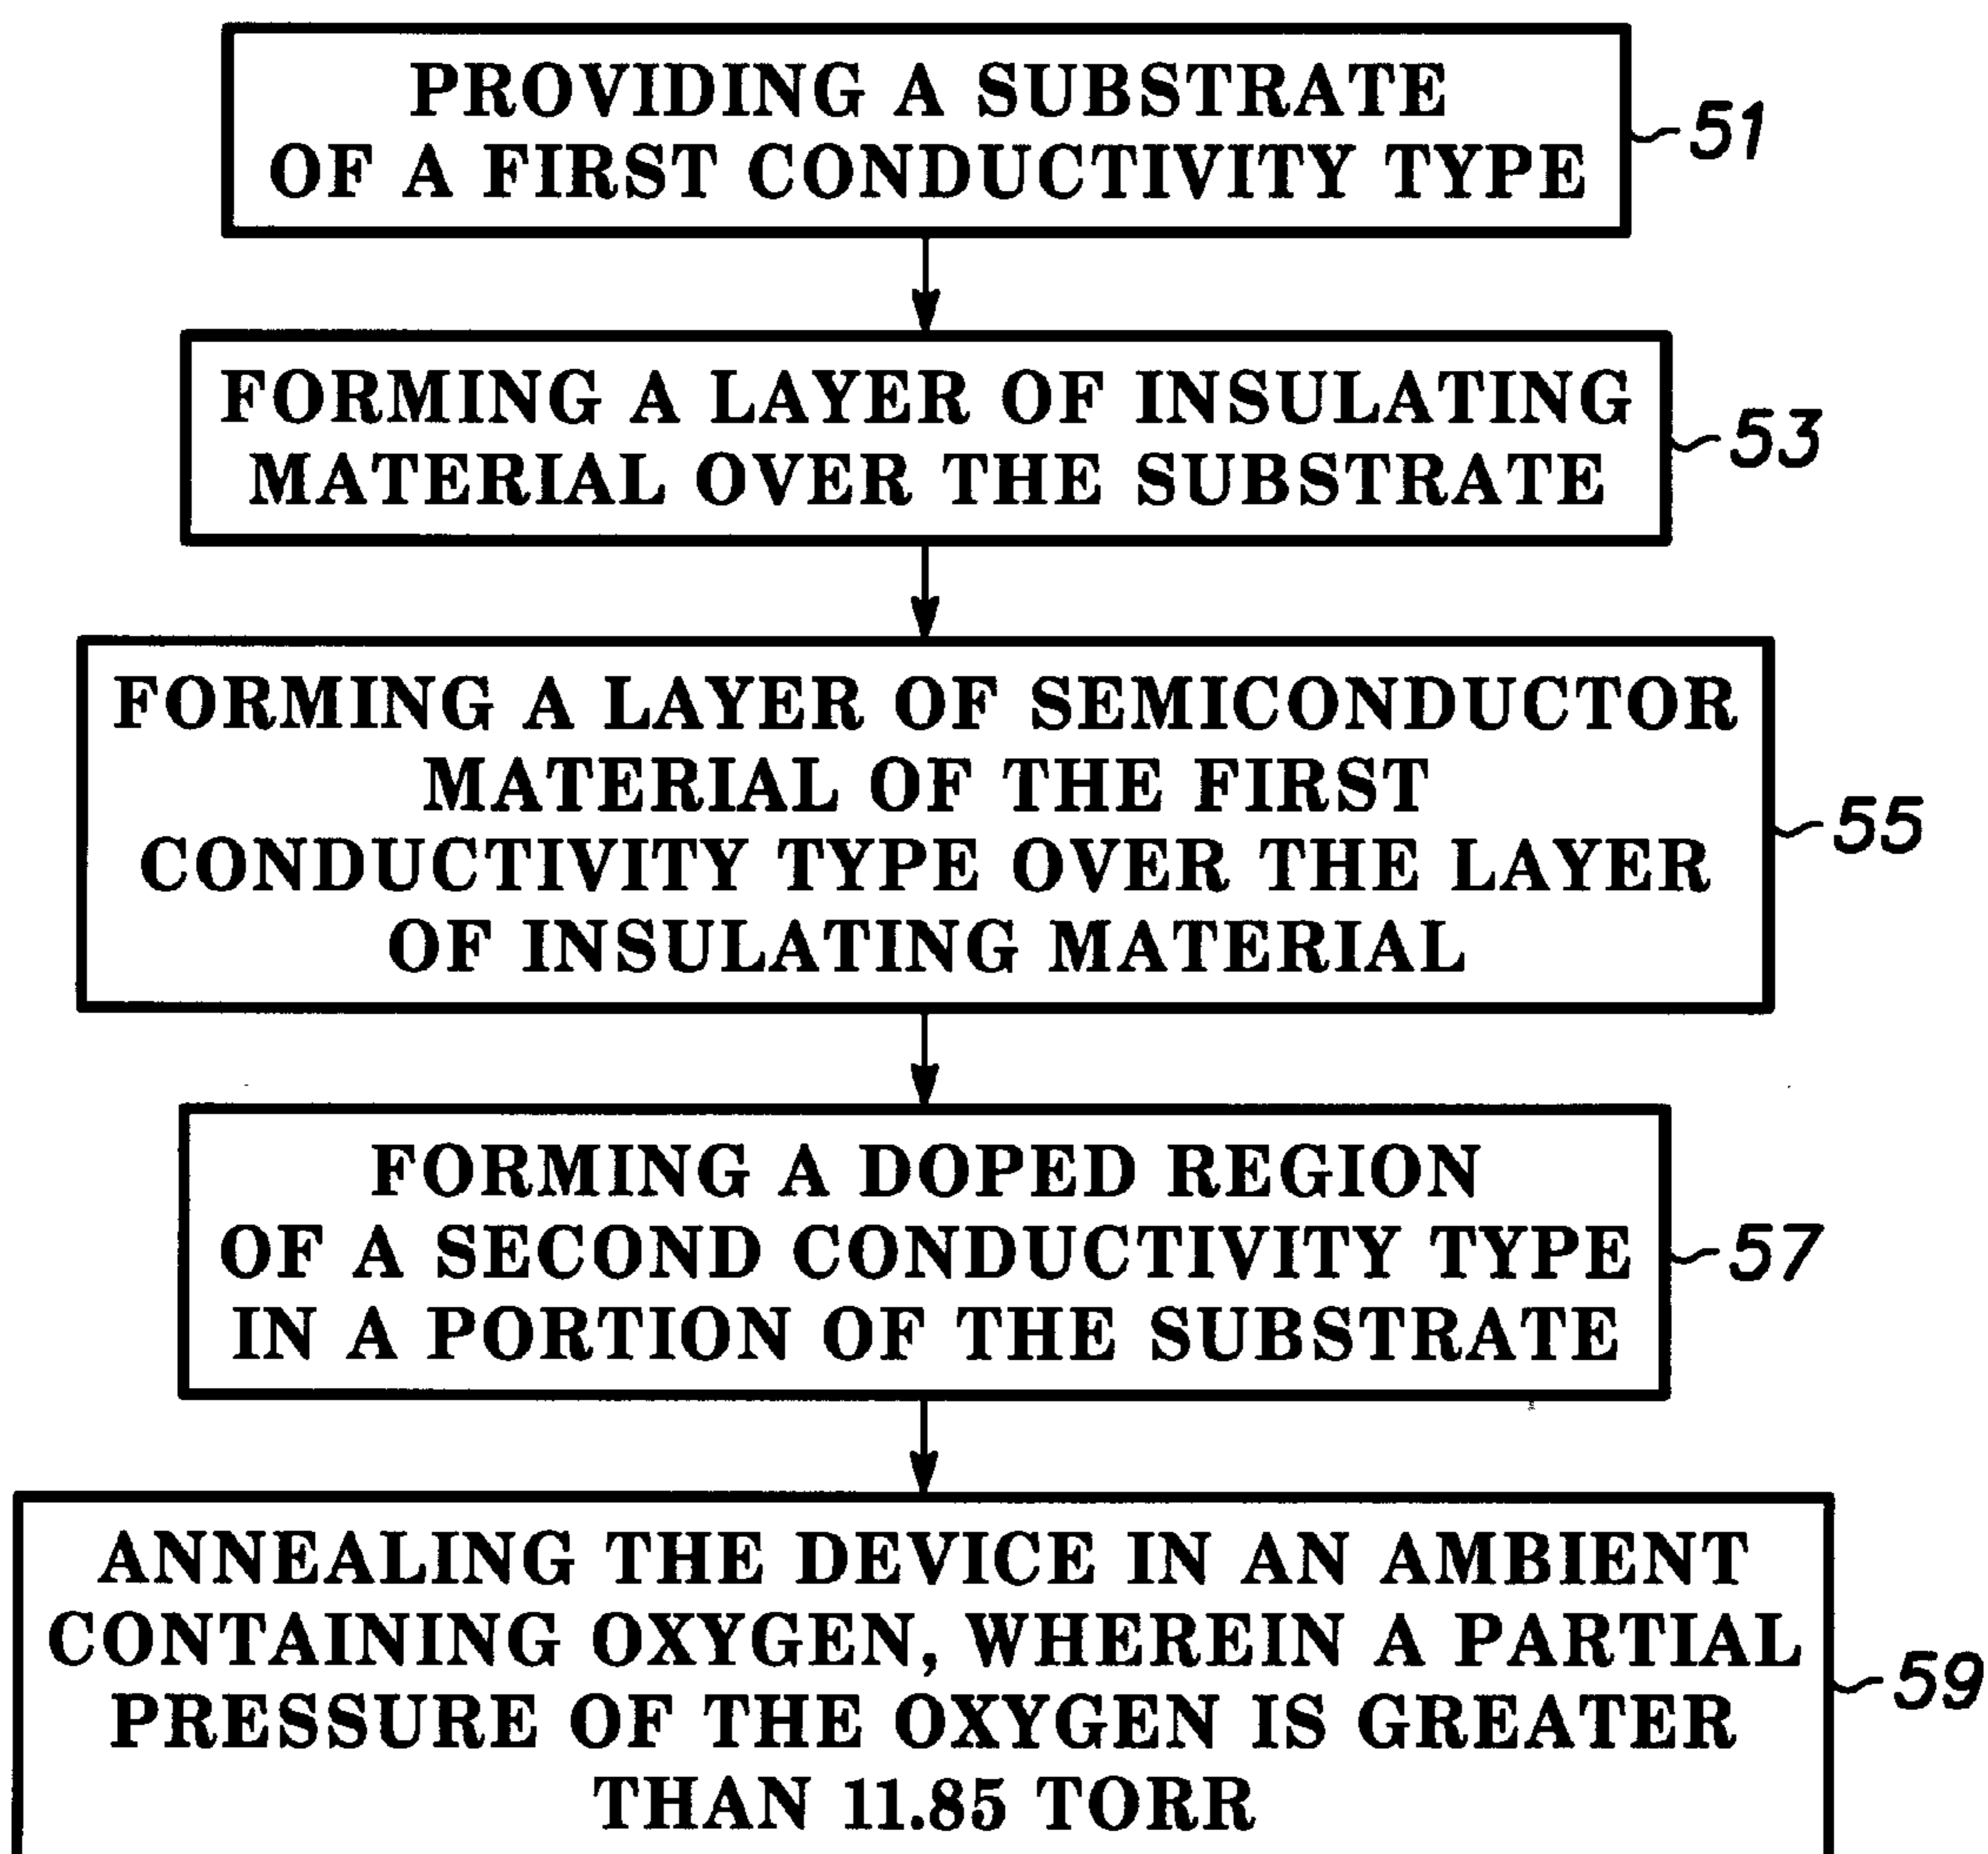 PROVIDING A SUBSTRATE
OF A FIRST CONDUCTIVITY TYPE
51
FORMING A LAYER OF INSULATING
MATERIAL OVER THE SUBSTRATE
53
FORMING A LAYER OF SEMICONDUCTOR
MATERIAL OF THE FIRST
CONDUCTIVITY TYPE OVER THE LAYER
OF INSULATING MATERIAL
55
FORMING A DOPED REGION
OF A SECOND CONDUCTIVITY TYPE
IN A PORTION OF THE SUBSTRATE
57
ANNEALING THE DEVICE IN AN AMBIENT
CONTAINING OXYGEN, WHEREIN A PARTIAL
PRESSURE OF THE OXYGEN IS GREATER
THAN 11.85 TORR
59